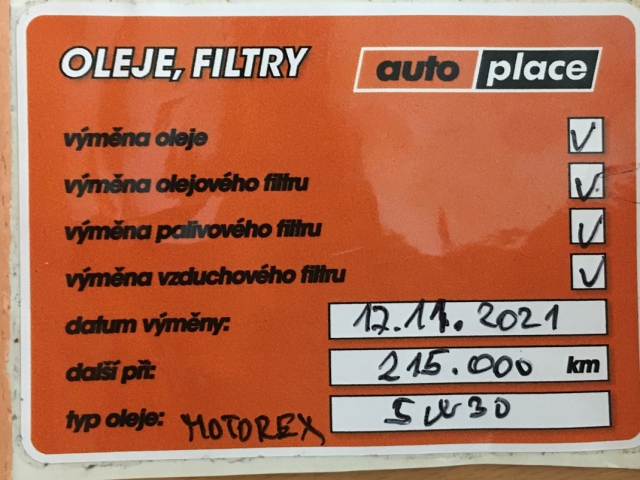 OLEJE, FILTRY auto place
výměna oleje V
výměna olejového filtru V
výměna palivového filtru V
výměna vzduchového filtru V
datum výměny: 12.11.2021
další při: 215.000 km
typ oleje: MOTOREX 5W30